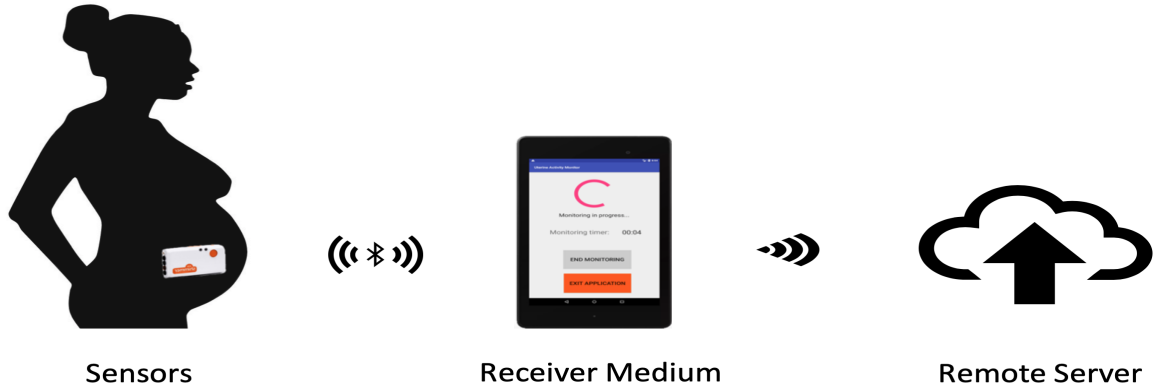 Uterine Activity Monitor
Monitoring in progress...
Monitoring timer: 00:04
END MONITORING
EXIT APPLICATION
Sensors
Receiver Medium
Remote Server